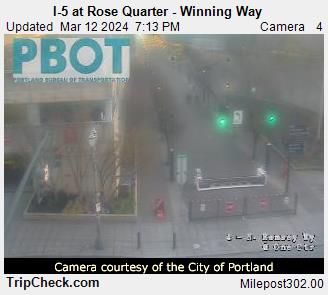 I-5 at Rose Quarter - Winning Way
Updated Mar 12 2024 7:13 PM Camera 4
PBOT
PORTLAND BUREAU OF TRANSPORTATION
Camera courtesy of the City of Portland
TripCheck.com Milepost302.00